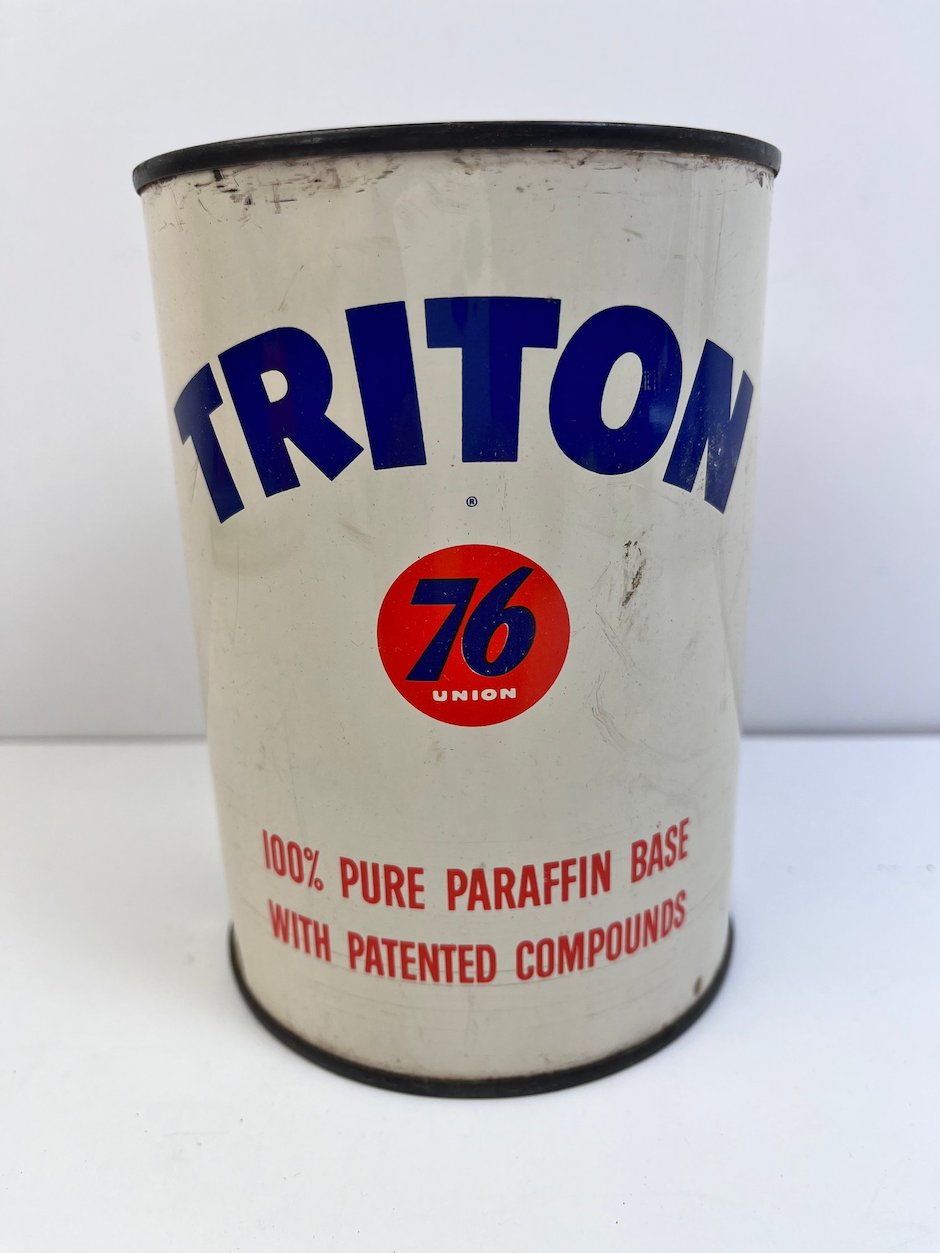 TRITON
®
76
UNION
100% PURE PARAFFIN BASE
WITH PATENTED COMPOUNDS